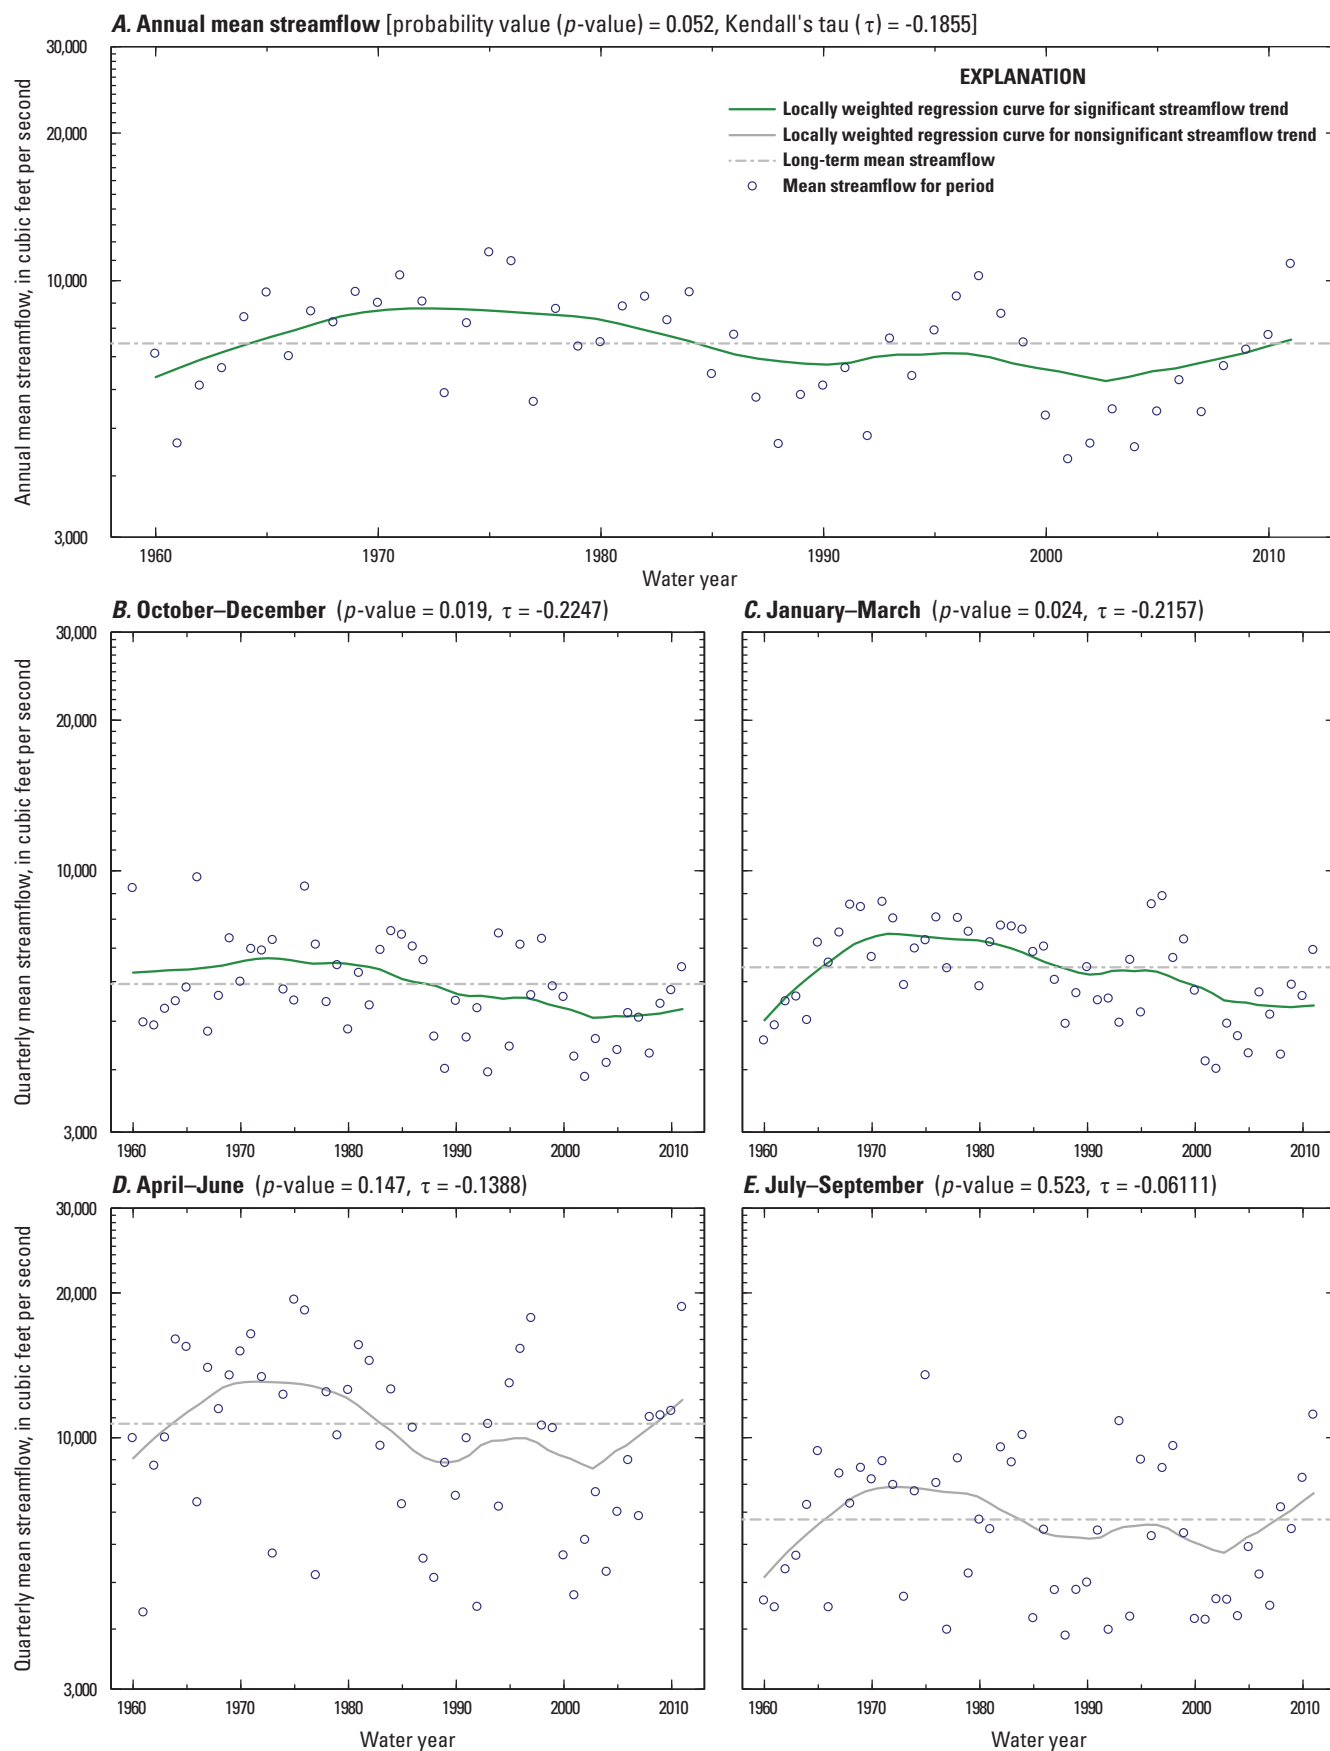 A. Annual mean streamflow [probability value (p-value) = 0.052, Kendall's tau (τ) = -0.1855]
30,000
20,000
10,000
3,000
Annual mean streamflow, in cubic feet per second
EXPLANATION
Locally weighted regression curve for significant streamflow trend
Locally weighted regression curve for nonsignificant streamflow trend
Long-term mean streamflow
Mean streamflow for period
1960 1970 1980 1990 2000 2010
Water year
B. October–December (p-value = 0.019, τ = -0.2247)
30,000
20,000
10,000
3,000
Quarterly mean streamflow, in cubic feet per second
1960 1970 1980 1990 2000 2010
C. January–March (p-value = 0.024, τ = -0.2157)
1960 1970 1980 1990 2000 2010
D. April–June (p-value = 0.147, τ = -0.1388)
30,000
20,000
10,000
3,000
Quarterly mean streamflow, in cubic feet per second
1960 1970 1980 1990 2000 2010
Water year
E. July–September (p-value = 0.523, τ = -0.06111)
1960 1970 1980 1990 2000 2010
Water year